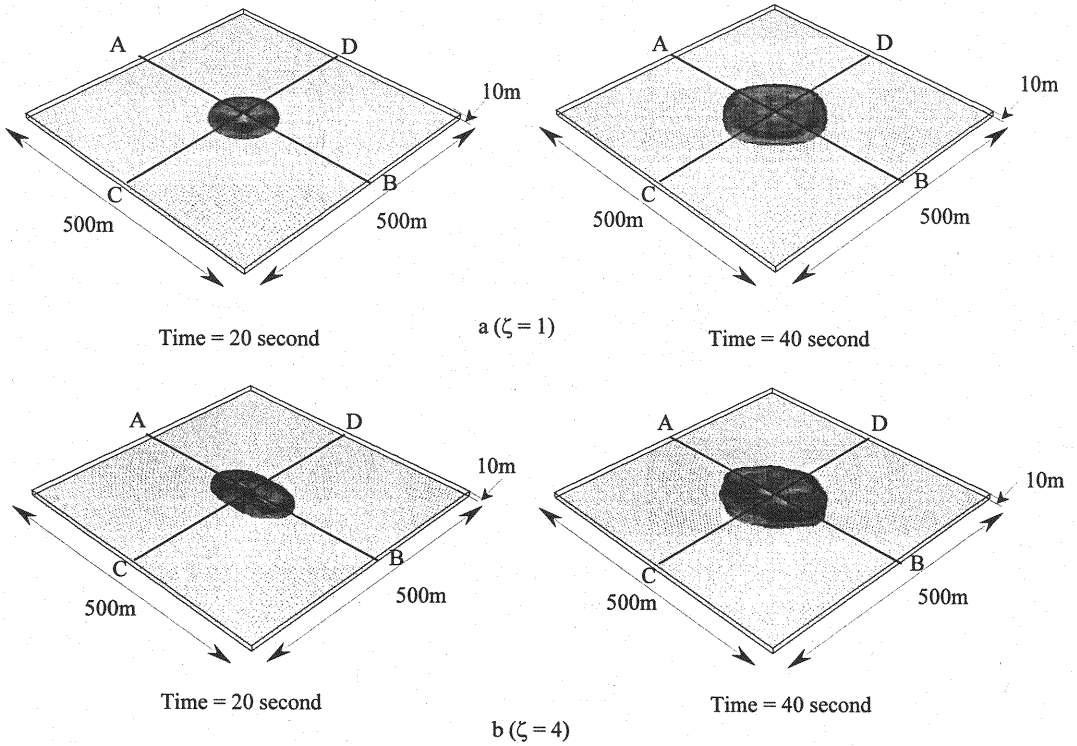 A
D
10m
C
B
500m
500m
Time = 20 second
A
D
10m
C
B
500m
500m
Time = 40 second
a (ζ = 1)
A
D
10m
C
B
500m
500m
Time = 20 second
A
D
10m
C
B
500m
500m
Time = 40 second
b (ζ = 4)